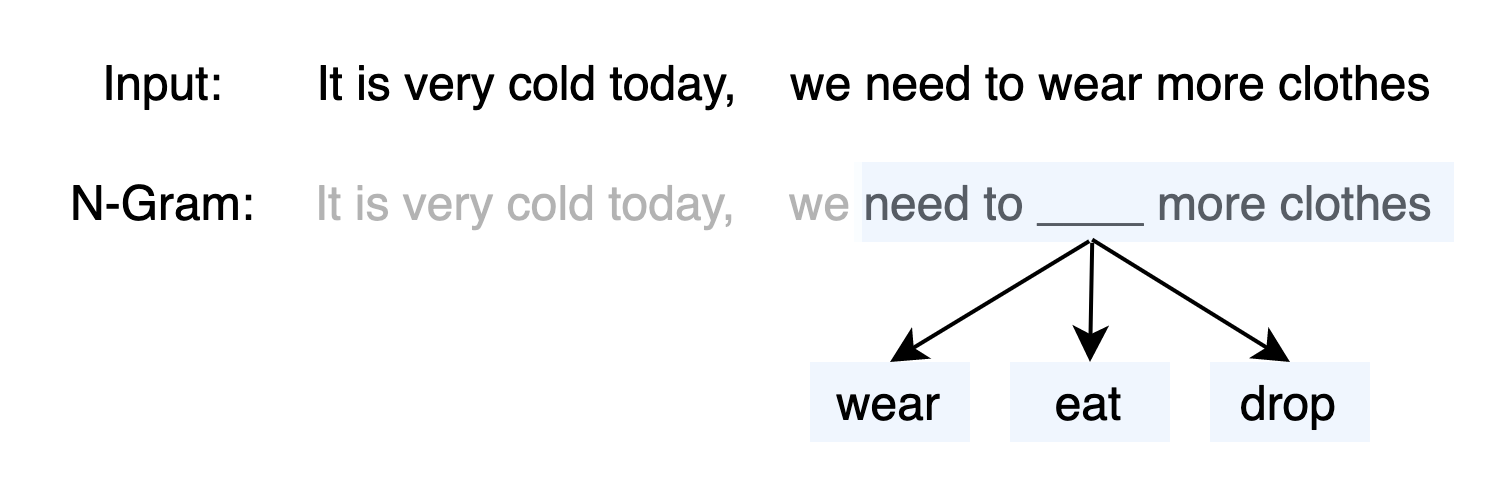 Input: It is very cold today, we need to wear more clothes
N-Gram: It is very cold today, we need to ____ more clothes
wear eat drop